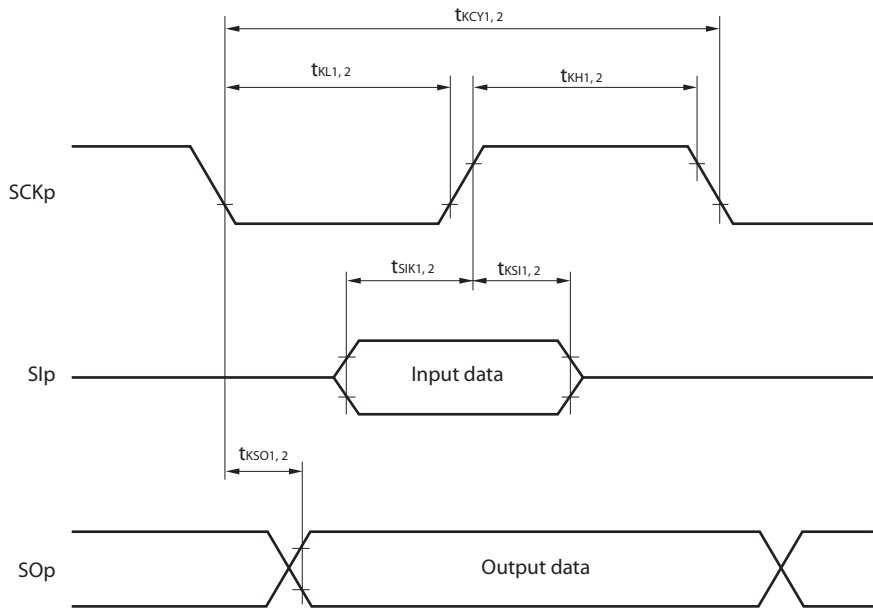 tKCY1, 2
tKL1, 2
tKH1, 2
SCKp
tSIK1, 2
tKSI1, 2
SIp
Input data
tKSO1, 2
SOp
Output data